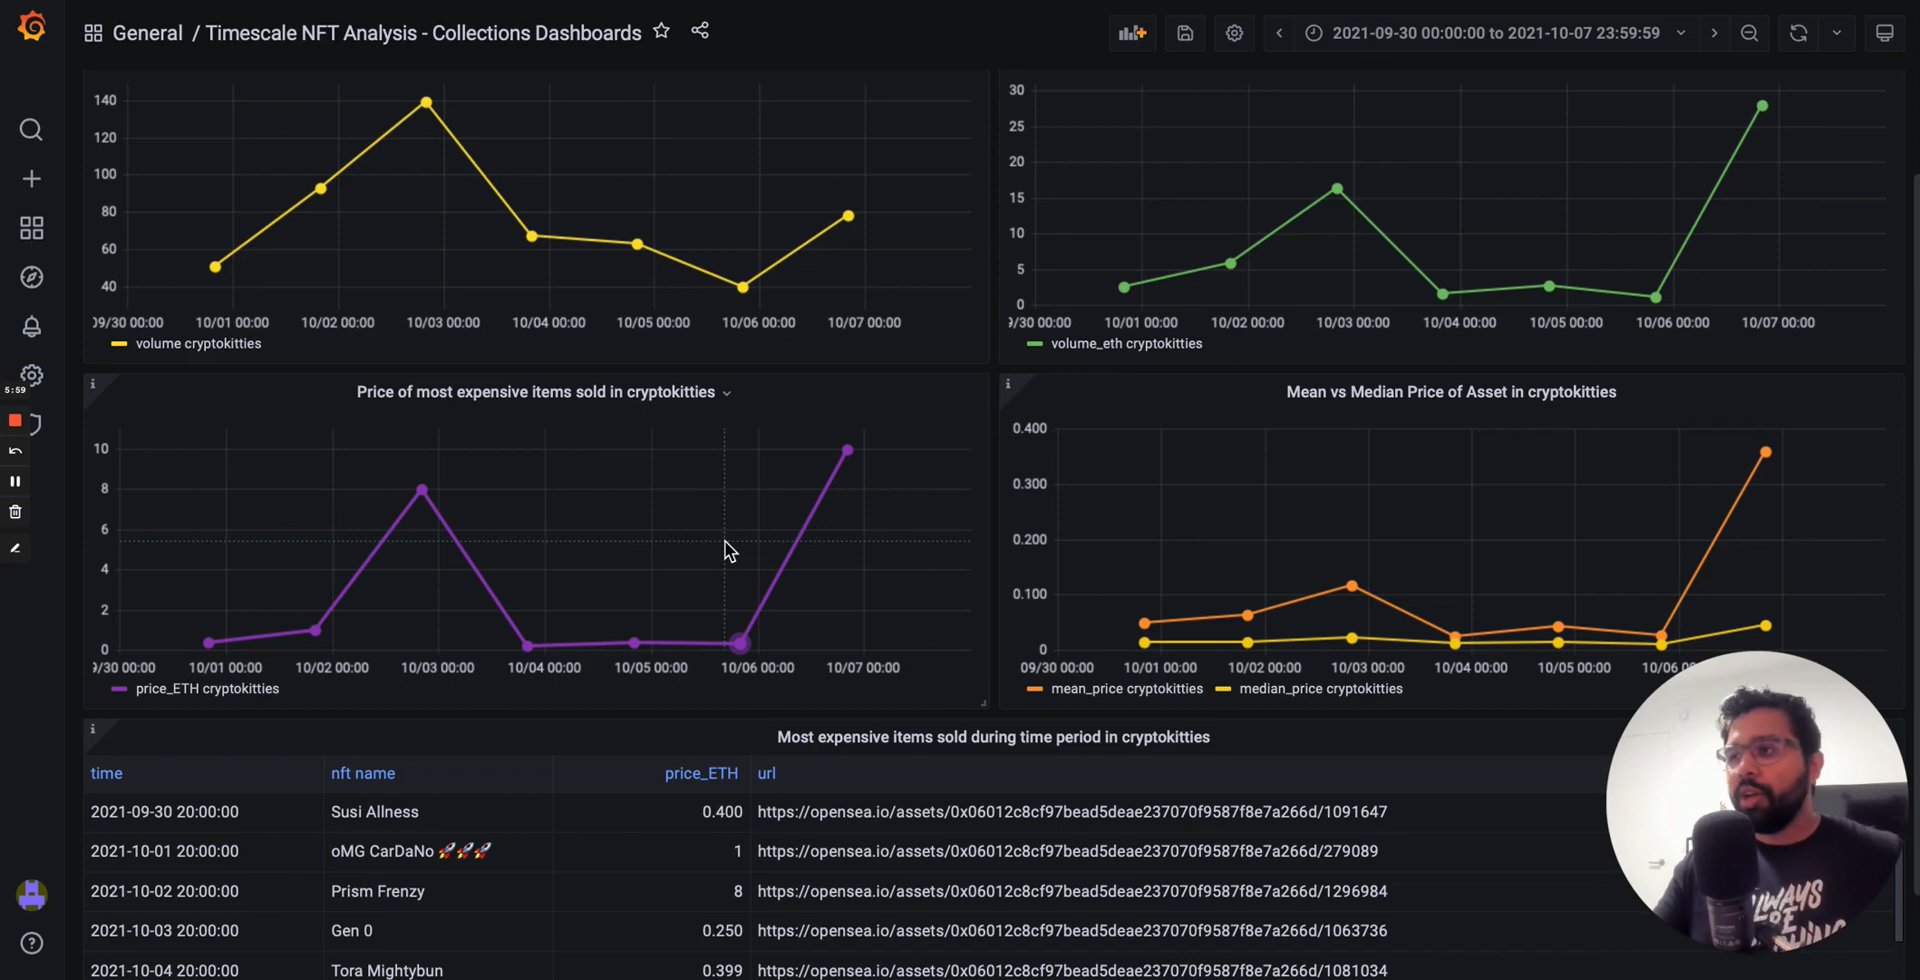 General / Timescale NFT Analysis - Collections Dashboards
2021-09-30 00:00:00 to 2021-10-07 23:59:59
140
120
100
80
60
40
09/30 00:00 10/01 00:00 10/02 00:00 10/03 00:00 10/04 00:00 10/05 00:00 10/06 00:00 10/07 00:00
volume cryptokitties
30
25
20
15
10
5
0
9/30 00:00 10/01 00:00 10/02 00:00 10/03 00:00 10/04 00:00 10/05 00:00 10/06 00:00 10/07 00:00
volume_eth cryptokitties
5:59
Price of most expensive items sold in cryptokitties
10
8
6
4
2
0
9/30 00:00 10/01 00:00 10/02 00:00 10/03 00:00 10/04 00:00 10/05 00:00 10/06 00:00 10/07 00:00
price_ETH cryptokitties
Mean vs Median Price of Asset in cryptokitties
0.400
0.300
0.200
0.100
0
09/30 00:00 10/01 00:00 10/02 00:00 10/03 00:00 10/04 00:00 10/05 00:00 10/06
mean_price cryptokitties median_price cryptokitties
Most expensive items sold during time period in cryptokitties
time nft name price_ETH url
2021-09-30 20:00:00 Susi Allness 0.400 https://opensea.io/assets/0x06012c8cf97bead5deae237070f9587f8e7a266d/1091647
2021-10-01 20:00:00 oMG CarDaNo 🚀🚀🚀 1 https://opensea.io/assets/0x06012c8cf97bead5deae237070f9587f8e7a266d/279089
2021-10-02 20:00:00 Prism Frenzy 8 https://opensea.io/assets/0x06012c8cf97bead5deae237070f9587f8e7a266d/1296984
2021-10-03 20:00:00 Gen 0 0.250 https://opensea.io/assets/0x06012c8cf97bead5deae237070f9587f8e7a266d/1063736
2021-10-04 20:00:00 Tora Mightybun 0.399 https://opensea.io/assets/0x06012c8cf97bead5deae237070f9587f8e7a266d/1081034